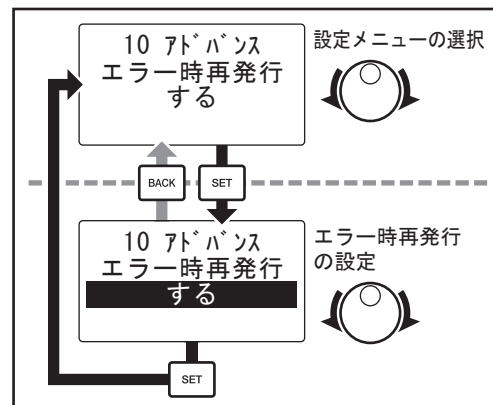 10 ｱﾄﾞﾊﾞﾝｽ
エラー時再発行
する
設定メニューの選択
BACK
SET
10 ｱﾄﾞﾊﾞﾝｽ
エラー時再発行
する
エラー時再発行
の設定
SET